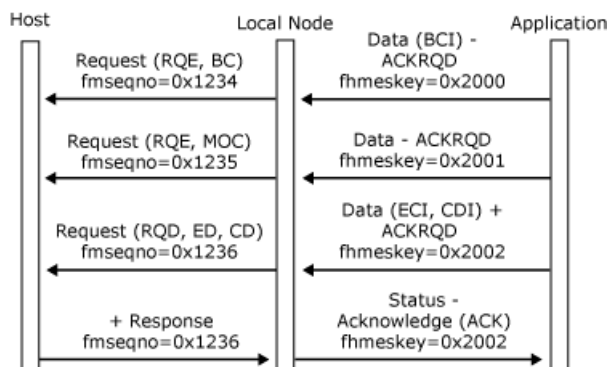 Host
Local Node
Application
Request (RQE, BC)
fmseqno=0x1234
Data (BCI) -
ACKRQD
fhmeskey=0x2000
Request (RQE, MOC)
fmseqno=0x1235
Data - ACKRQD
fhmeskey=0x2001
Request (RQD, ED, CD)
fmseqno=0x1236
Data (ECI, CDI) +
ACKRQD
fhmeskey=0x2002
+ Response
fmseqno=0x1236
Status -
Acknowledge (ACK)
fhmeskey=0x2002